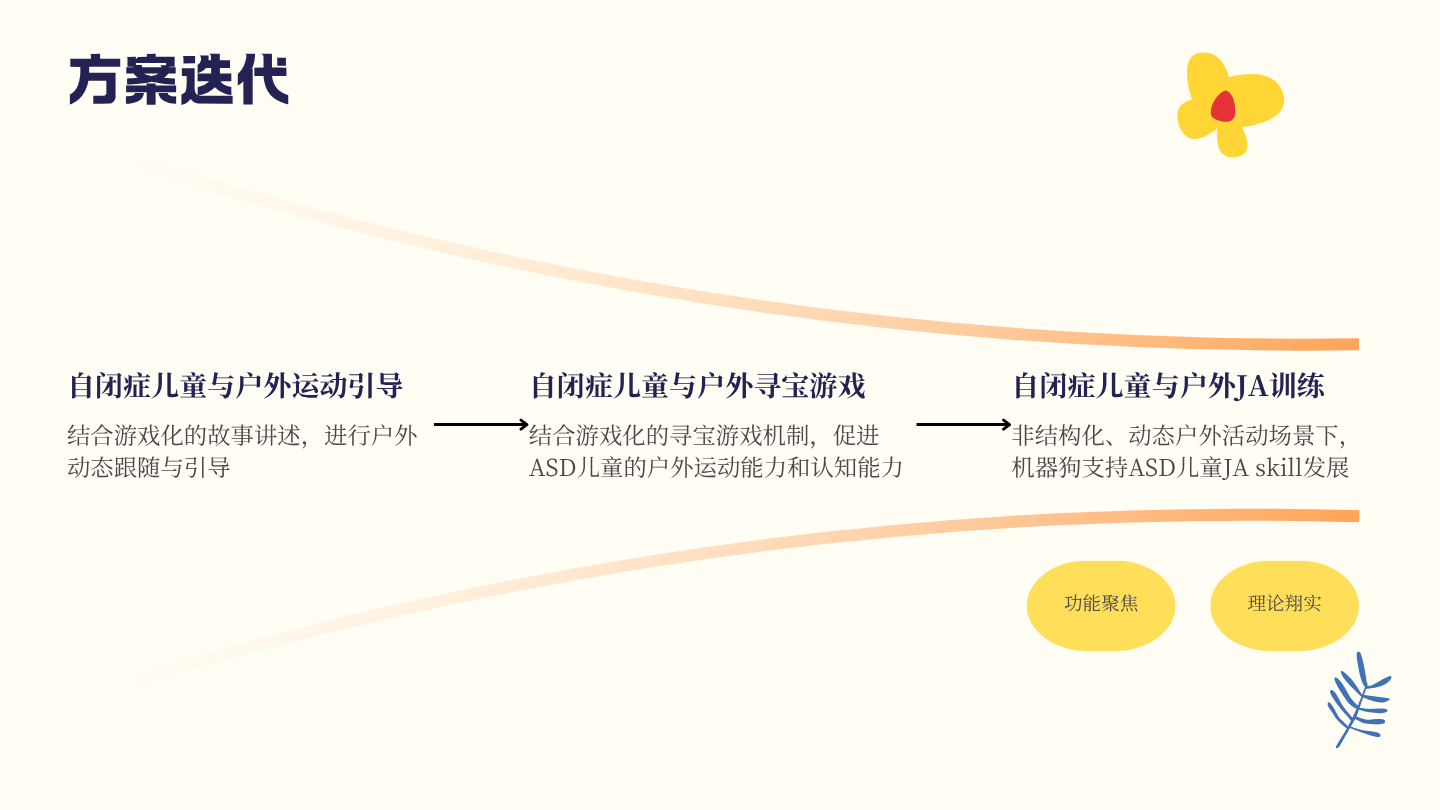 方案迭代
自闭症儿童与户外运动引导
结合游戏化的故事讲述，进行户外
动态跟随与引导
自闭症儿童与户外寻宝游戏
结合游戏化的寻宝游戏机制，促进
ASD儿童的户外运动能力和认知能力
自闭症儿童与户外JA训练
非结构化、动态户外活动场景下，
机器狗支持ASD儿童JA skill发展
功能聚焦
理论翔实